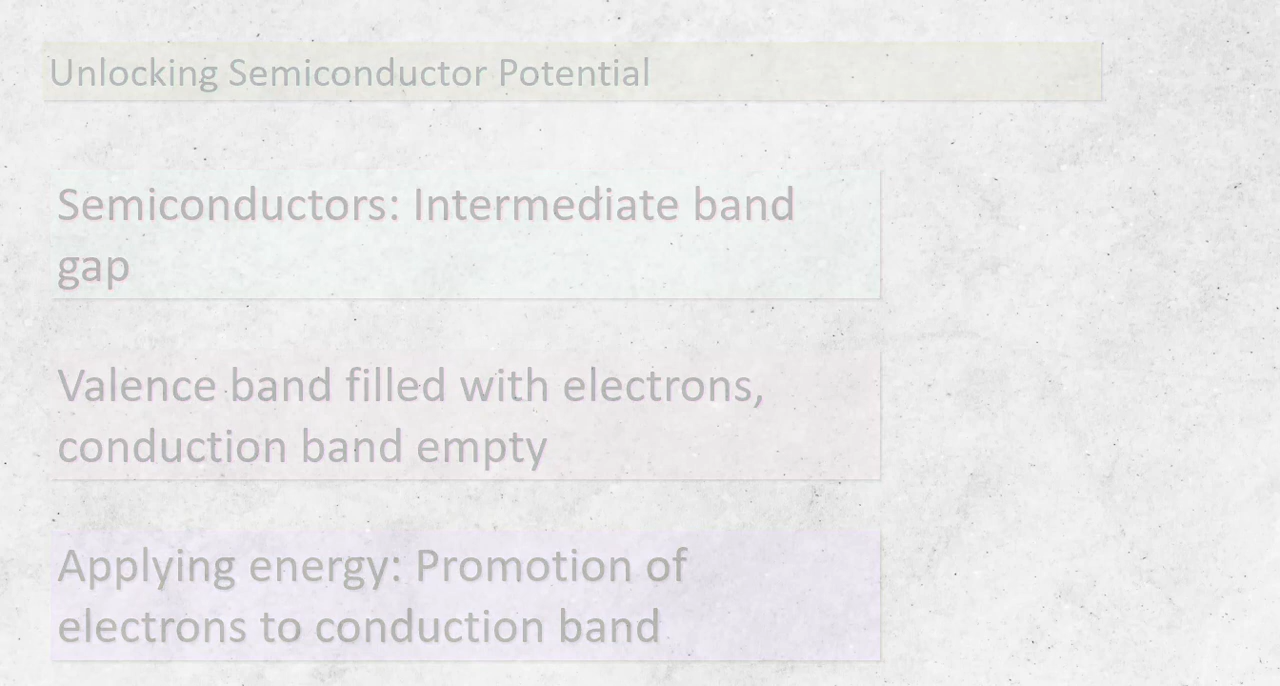 Unlocking Semiconductor Potential
Semiconductors: Intermediate band
gap
Valence band filled with electrons,
conduction band empty
Applying energy: Promotion of
electrons to conduction band